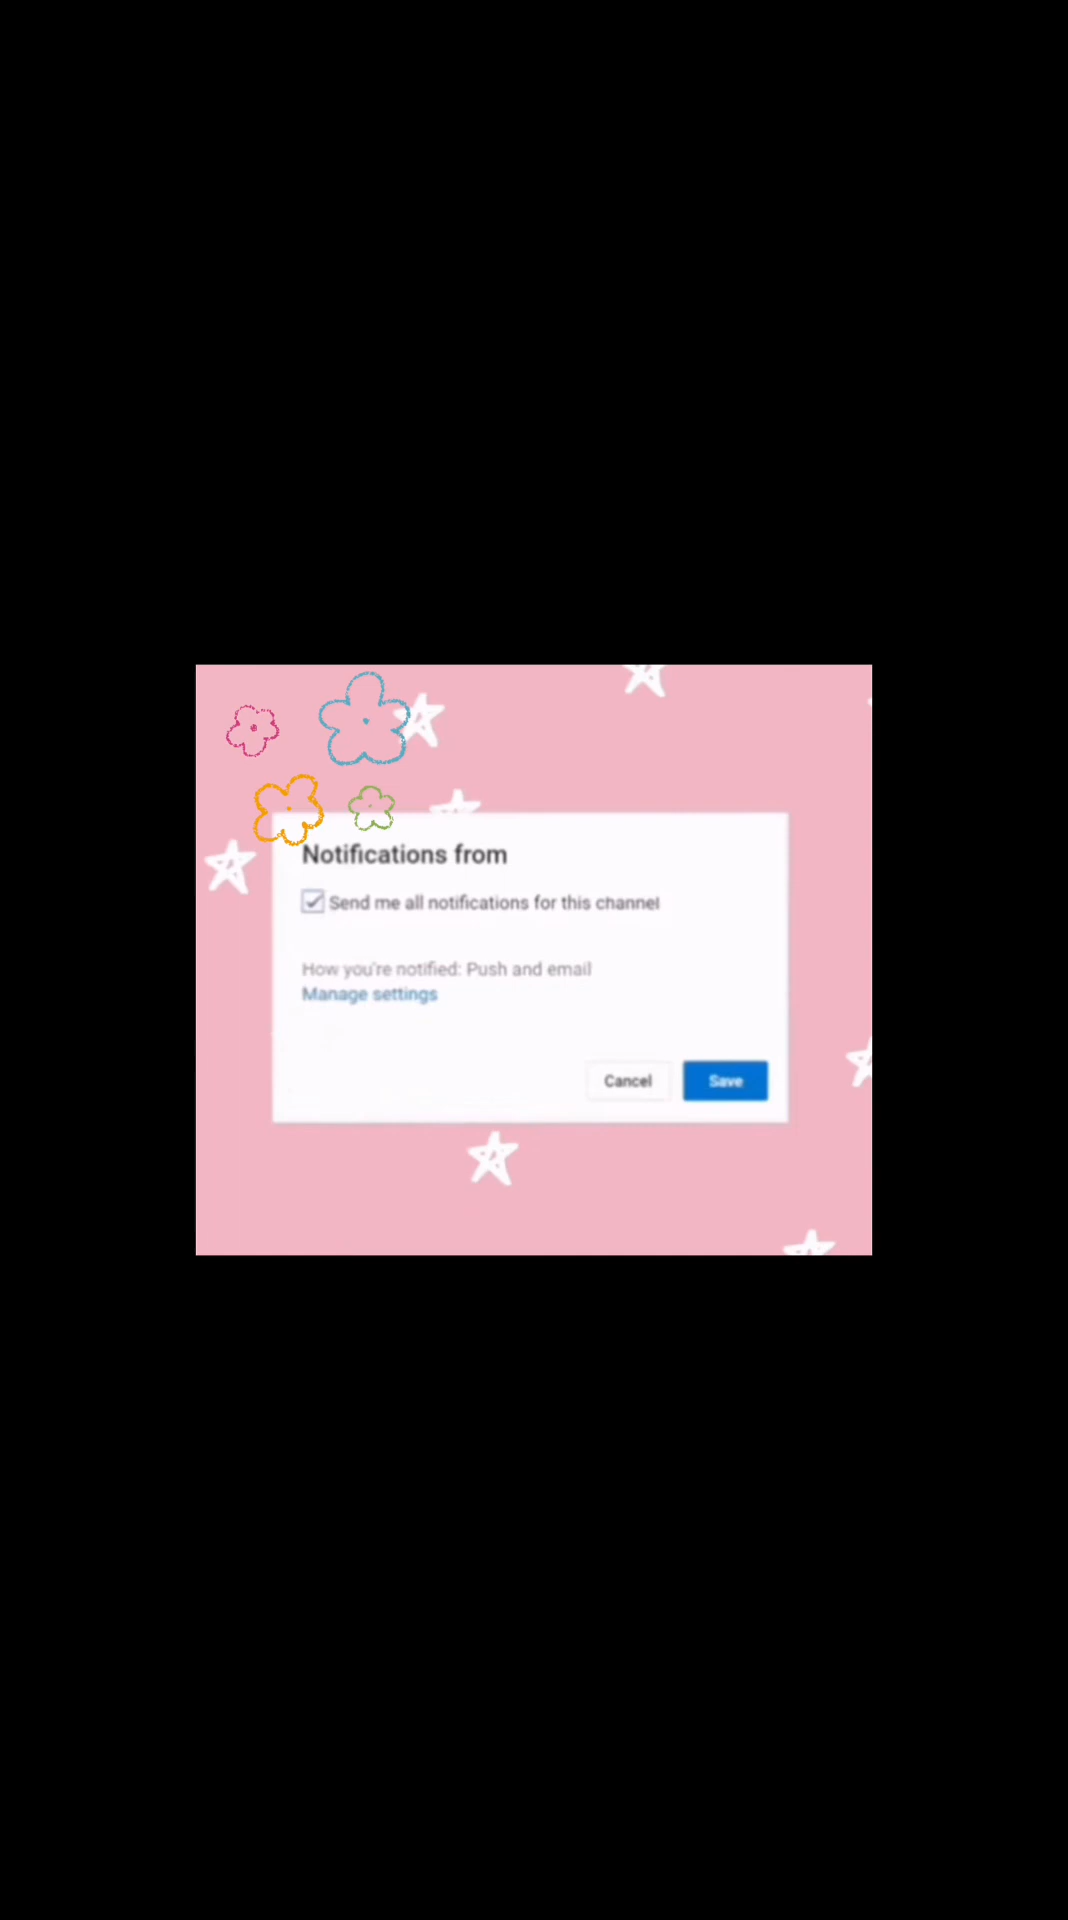 Notifications from
Send me all notifications for this channel
How you're notified: Push and email
Manage settings
Cancel
Save